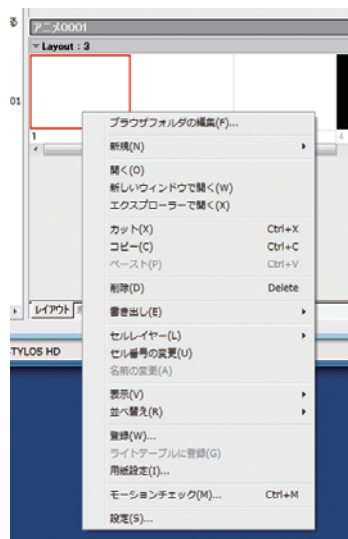 る
アニメ0001
Layout : 3
01
1
4
ブラウザフォルダの編集(F)...
新規(N)
開く(O)
新しいウィンドウで開く(W)
エクスプローラーで開く(X)
カット(X) Ctrl+X
コピー(C) Ctrl+C
ペースト(P) Ctrl+V
削除(D) Delete
書き出し(E)
セルレイヤー(L)
セル番号の変更(U)
名前の変更(A)
表示(V)
並べ替え(R)
登録(W)...
ライトテーブルに登録(G)
用紙設定(I)...
モーションチェック(M)... Ctrl+M
設定(S)...
レイアウト
TYLOS HD